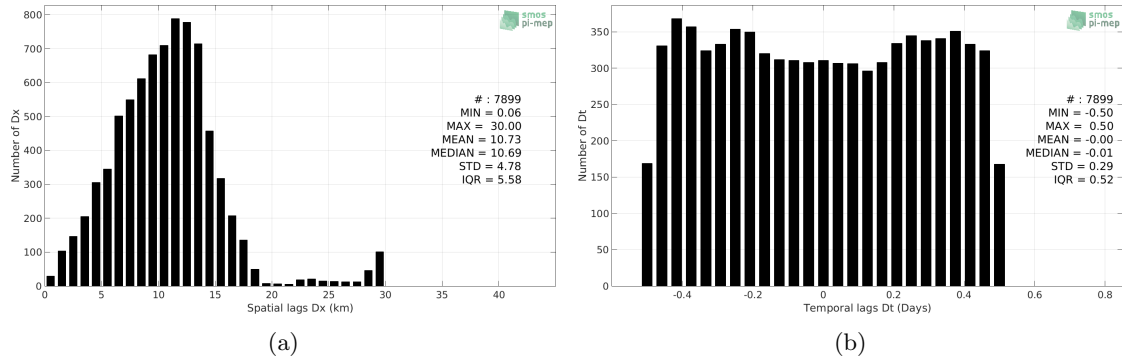 800
700
600
500
400
300
200
100
0
Number of Dx
smos
pi-mep
# : 7899
MIN = 0.06
MAX = 30.00
MEAN = 10.73
MEDIAN = 10.69
STD = 4.78
IQR = 5.58
0 5 10 15 20 25 30 35 40
Spatial lags Dx (km)
(a)
350
300
250
200
150
100
50
0
Number of Dt
smos
pi-mep
# : 7899
MIN = -0.50
MAX = 0.50
MEAN = -0.00
MEDIAN = -0.01
STD = 0.29
IQR = 0.52
-0.4 -0.2 0 0.2 0.4 0.6 0.8
Temporal lags Dt (Days)
(b)